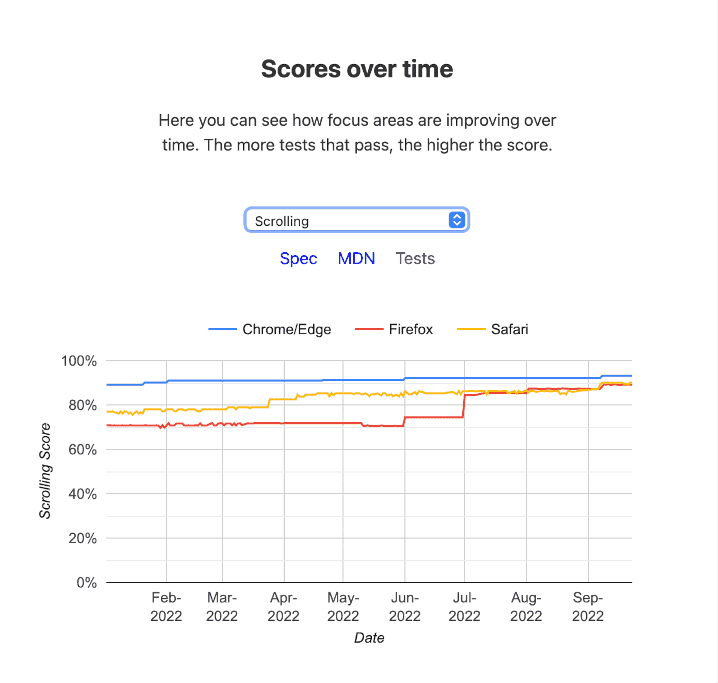 Scores over time
Here you can see how focus areas are improving over
time. The more tests that pass, the higher the score.
Scrolling
Spec MDN Tests
Chrome/Edge Firefox Safari
100%
80%
60%
40%
20%
0%
Scrolling Score
Feb- Mar- Apr- May- Jun- Jul- Aug- Sep-
2022 2022 2022 2022 2022 2022 2022 2022
Date